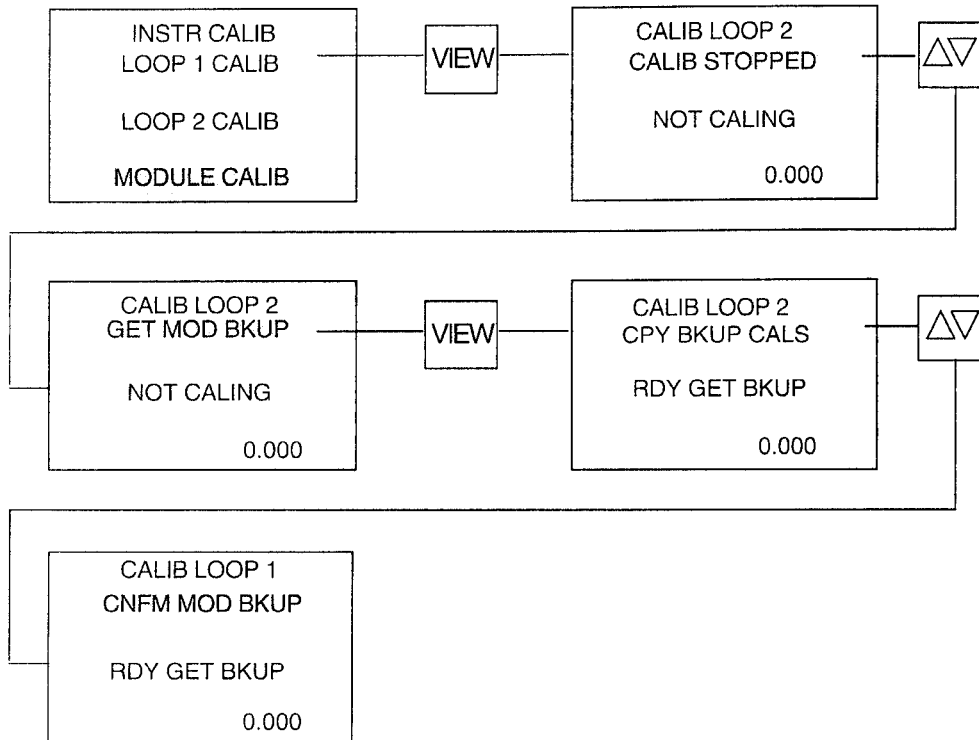 INSTR CALIB
LOOP 1 CALIB
LOOP 2 CALIB
MODULE CALIB
VIEW
CALIB LOOP 2
CALIB STOPPED
NOT CALING
0.000
CALIB LOOP 2
GET MOD BKUP
NOT CALING
0.000
VIEW
CALIB LOOP 2
CPY BKUP CALS
RDY GET BKUP
0.000
CALIB LOOP 1
CNFM MOD BKUP
RDY GET BKUP
0.000